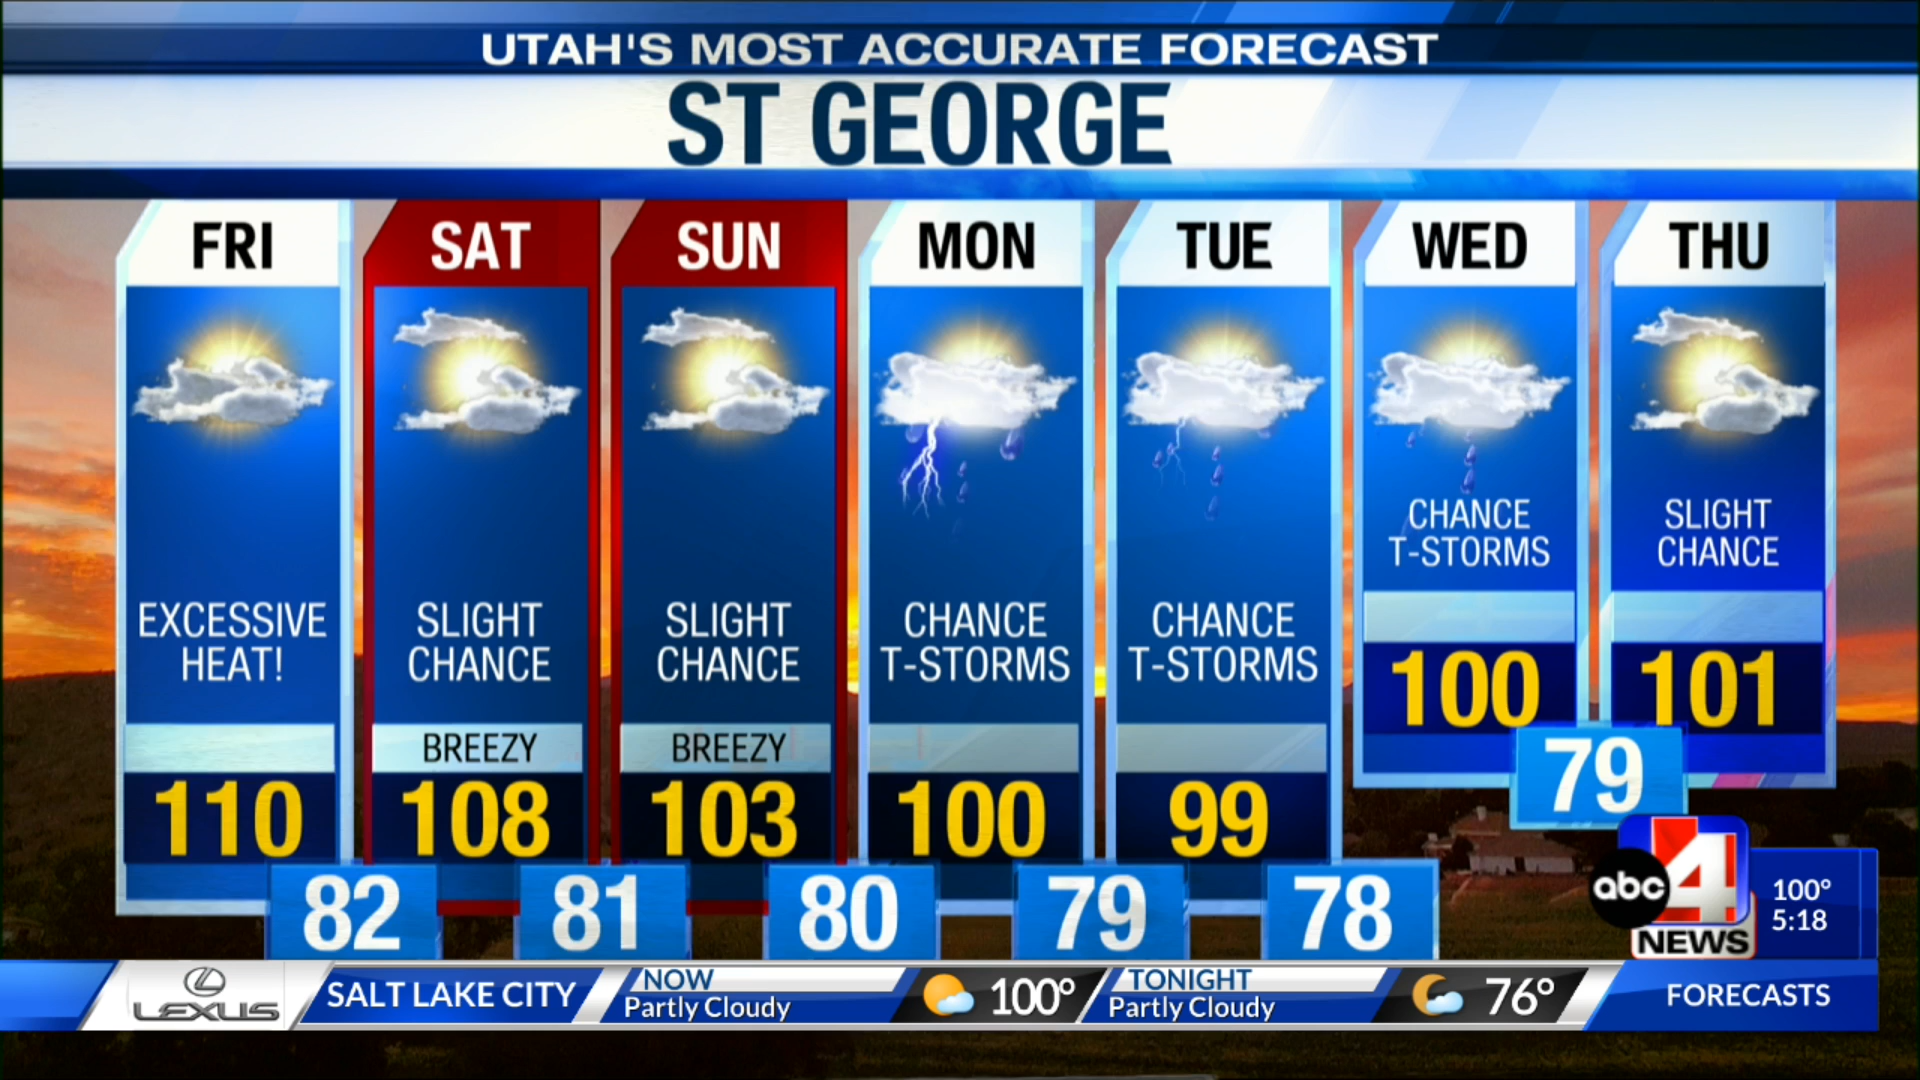 UTAH'S MOST ACCURATE FORECAST
ST GEORGE
FRI
SAT
SUN
MON
TUE
WED
THU
EXCESSIVE
HEAT!
SLIGHT
CHANCE
SLIGHT
CHANCE
CHANCE
T-STORMS
CHANCE
T-STORMS
CHANCE
T-STORMS
SLIGHT
CHANCE
BREEZY
BREEZY
110
108
103
100
99
100
101
82
81
80
79
78
79
abc
4
NEWS
100°
5:18
LEXUS
SALT LAKE CITY
NOW
Partly Cloudy
100°
TONIGHT
Partly Cloudy
76°
FORECASTS